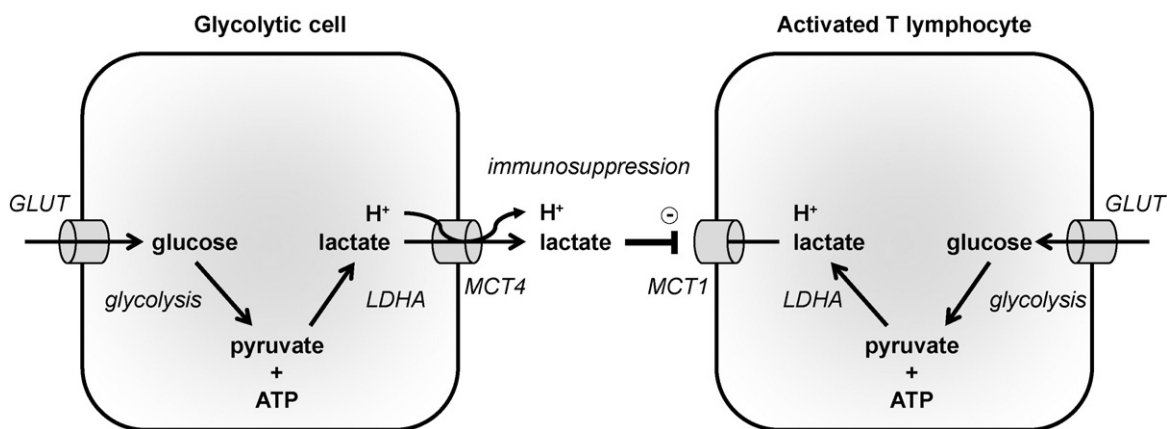 Glycolytic cell
Activated T lymphocyte
immunosuppression
GLUT
H⁺
H⁺
⊖
H⁺
GLUT
glucose
lactate
lactate
lactate
glucose
MCT4
MCT1
glycolysis
LDHA
LDHA
glycolysis
pyruvate
+
ATP
pyruvate
+
ATP